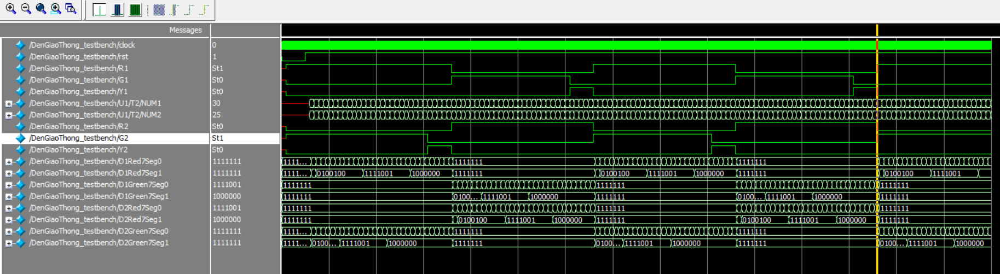 Messages
/DenGiaoThong_testbench/clock 0
/DenGiaoThong_testbench/rst 1
/DenGiaoThong_testbench/R1 St1
/DenGiaoThong_testbench/G1 St0
/DenGiaoThong_testbench/Y1 St0
/DenGiaoThong_testbench/U1/T2/NUM1 30
/DenGiaoThong_testbench/U1/T2/NUM2 25
/DenGiaoThong_testbench/R2 St0
/DenGiaoThong_testbench/G2 St1
/DenGiaoThong_testbench/Y2 St0
/DenGiaoThong_testbench/D1Red7Seg0 1111111 1111... 1111111 1111111
/DenGiaoThong_testbench/D1Red7Seg1 1111111 1111... 0100100 1111001 1000000 1111111 0100100 1111001 1000000 1111111 0100100 1111001
/DenGiaoThong_testbench/D1Green7Seg0 1111001 1111111 1111111 1111111
/DenGiaoThong_testbench/D1Green7Seg1 1000000 1111111 0100... 1111001 1000000 1111111 0100... 1111001 1000000 1111111
/DenGiaoThong_testbench/D2Red7Seg0 1111001 1111111 1111111 1111111
/DenGiaoThong_testbench/D2Red7Seg1 1000000 1111111 0100100 1111001 1000000 1111111 0100100 1111001 1000000 1111111
/DenGiaoThong_testbench/D2Green7Seg0 1111111 1111... 1111111 1111111
/DenGiaoThong_testbench/D2Green7Seg1 1111111 1111... 0100... 1111001 1000000 1111111 0100... 1111001 1000000 1111111 0100... 1111001 1000000